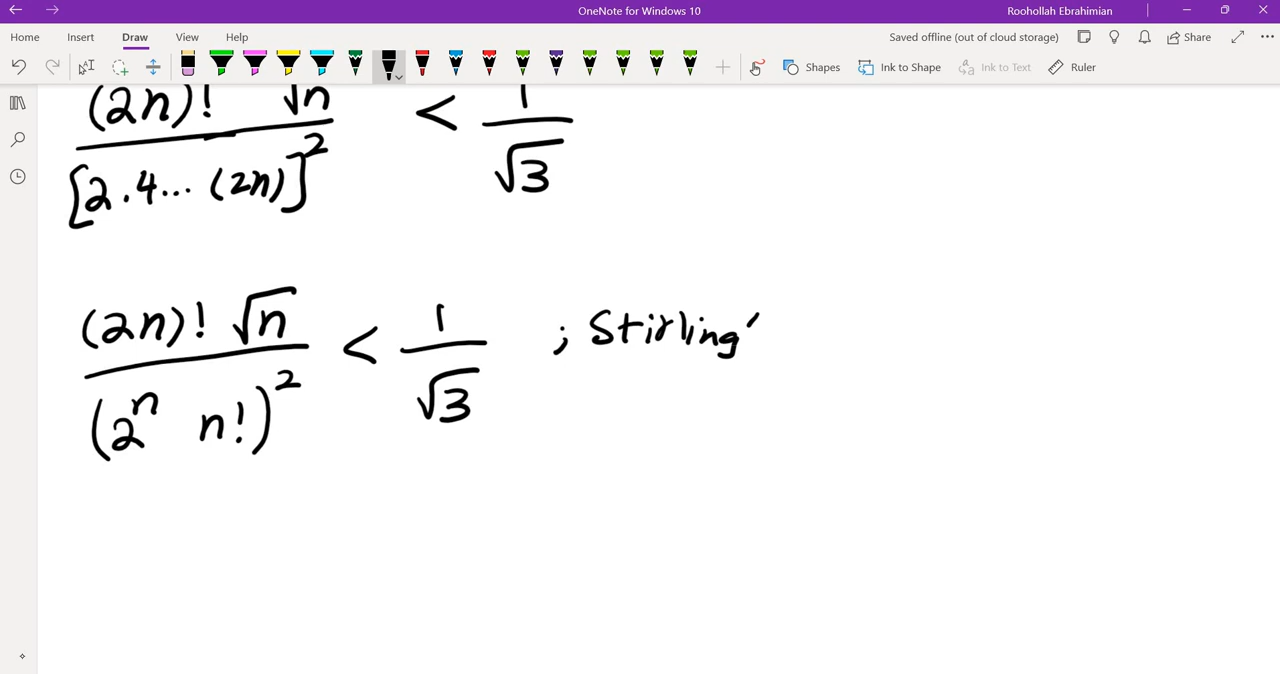 OneNote for Windows 10
Roohollah Ebrahimian
Home Insert Draw View Help
Saved offline (out of cloud storage) Share
Shapes Ink to Shape Ink to Text Ruler
(2n)! √n / [2.4... (2n)]² < 1 / √3
(2n)! √n / (2ⁿ n!)² < 1 / √3 ; Stirling'